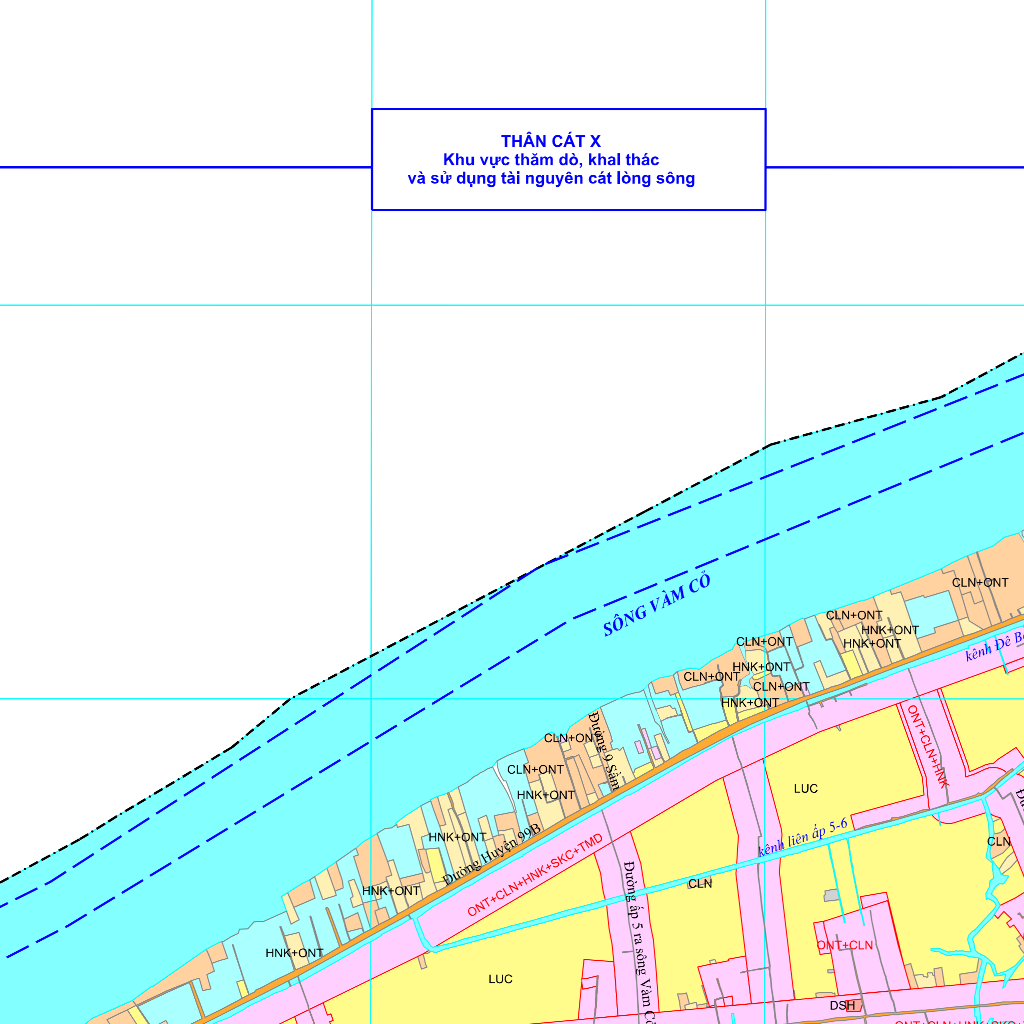 THÂN CÁT X
Khu vực thăm dò, khai thác
và sử dụng tài nguyên cát lòng sông
SÔNG VÀM CỎ
CLN+ONT
CLN+ONT
HNK+ONT
HNK+ONT
kênh Đê
CLN+ONT
HNK+ONT
CLN+ONT
CLN+ONT
HNK+ONT
ONT+CLN+HNK
Đường 9 Sàm
CLN+ONT
CLN+ONT
HNK+ONT
LUC
HNK+ONT
Đường Huyện 99B
kênh liên ấp 5-6
CLN
ONT+CLN+HNK+SKC+TMD
HNK+ONT
CLN
Đường ấp 5 ra sông Vàm
ONT+CLN
HNK+ONT
LUC
DSH